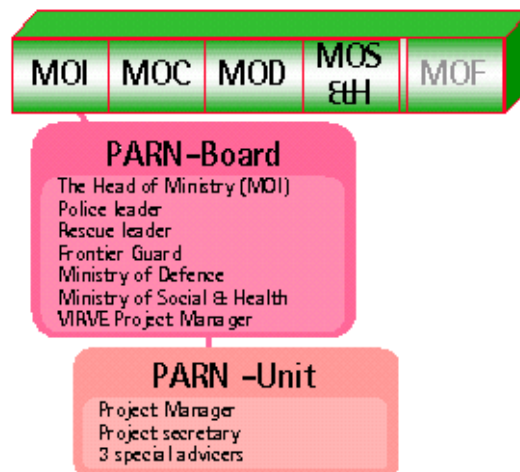 MOI MOC MOD MOS MOF
&H
PARN-Board
The Head of Ministry (MOI)
Police leader
Rescue leader
Frontier Guard
Ministry of Defence
Ministry of Social & Health
VIRVE Project Manager
PARN -Unit
Project Manager
Project secretary
3 special advicers